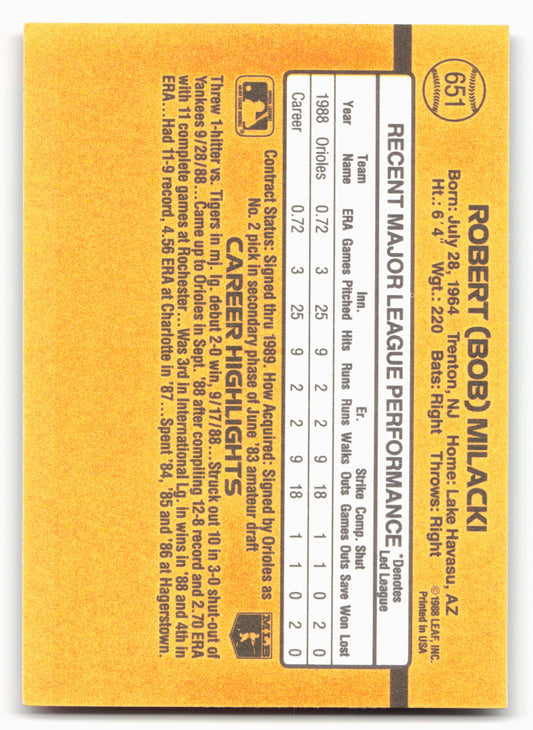 651
ROBERT (BOB) MILACKI
©1988 LEAF, INC.
Printed in USA
Born: July 28, 1964 Trenton, NJ Home: Lake Havasu, AZ
Ht.: 6'4" Wgt.: 220 Bats: Right Throws: Right
RECENT MAJOR LEAGUE PERFORMANCE *Denotes Led League
Year Team Name ERA Games Inn. Pitched Hits Runs Er. Runs Walks Strike Outs Comp. Games Shut Outs Save Won Lost
1988 Orioles 0.72 3 25 9 2 2 9 18 1 1 0 2 0
Career 0.72 3 25 9 2 2 9 18 1 1 0 2 0
Contract Status: Signed thru 1989. How Acquired: Signed by Orioles as
No. 2 pick in secondary phase of June '83 amateur draft
MLB
CAREER HIGHLIGHTS
Threw 1-hitter vs. Tigers in mj. lg. debut 2-0 win, 9/17/88...Struck out 10 in 3-0 shut-out of
Yankees 9/28/88...Came up to Orioles in Sept. '88 after compiling 12-8 record and 2.70 ERA
with 11 complete games at Rochester...Was 3rd in International Lg. in wins in '88 and 4th in
ERA...Had 11-9 record, 4.56 ERA at Charlotte in '87...Spent '84, '85 and '86 at Hagerstown.